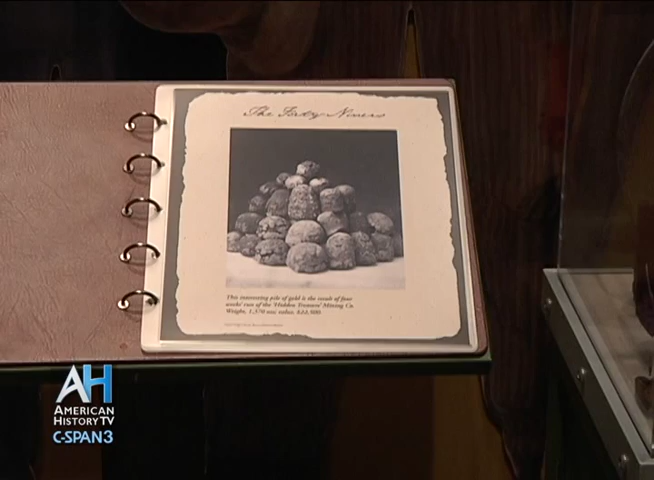 The Forty Niners
This interesting pile of gold is the result of four
weeks' run of the 'Hidden Treasure' Mining Co.
Weight, 1,570 ozs; value, $22,500.
AH
AMERICAN
HISTORY TV
C-SPAN3